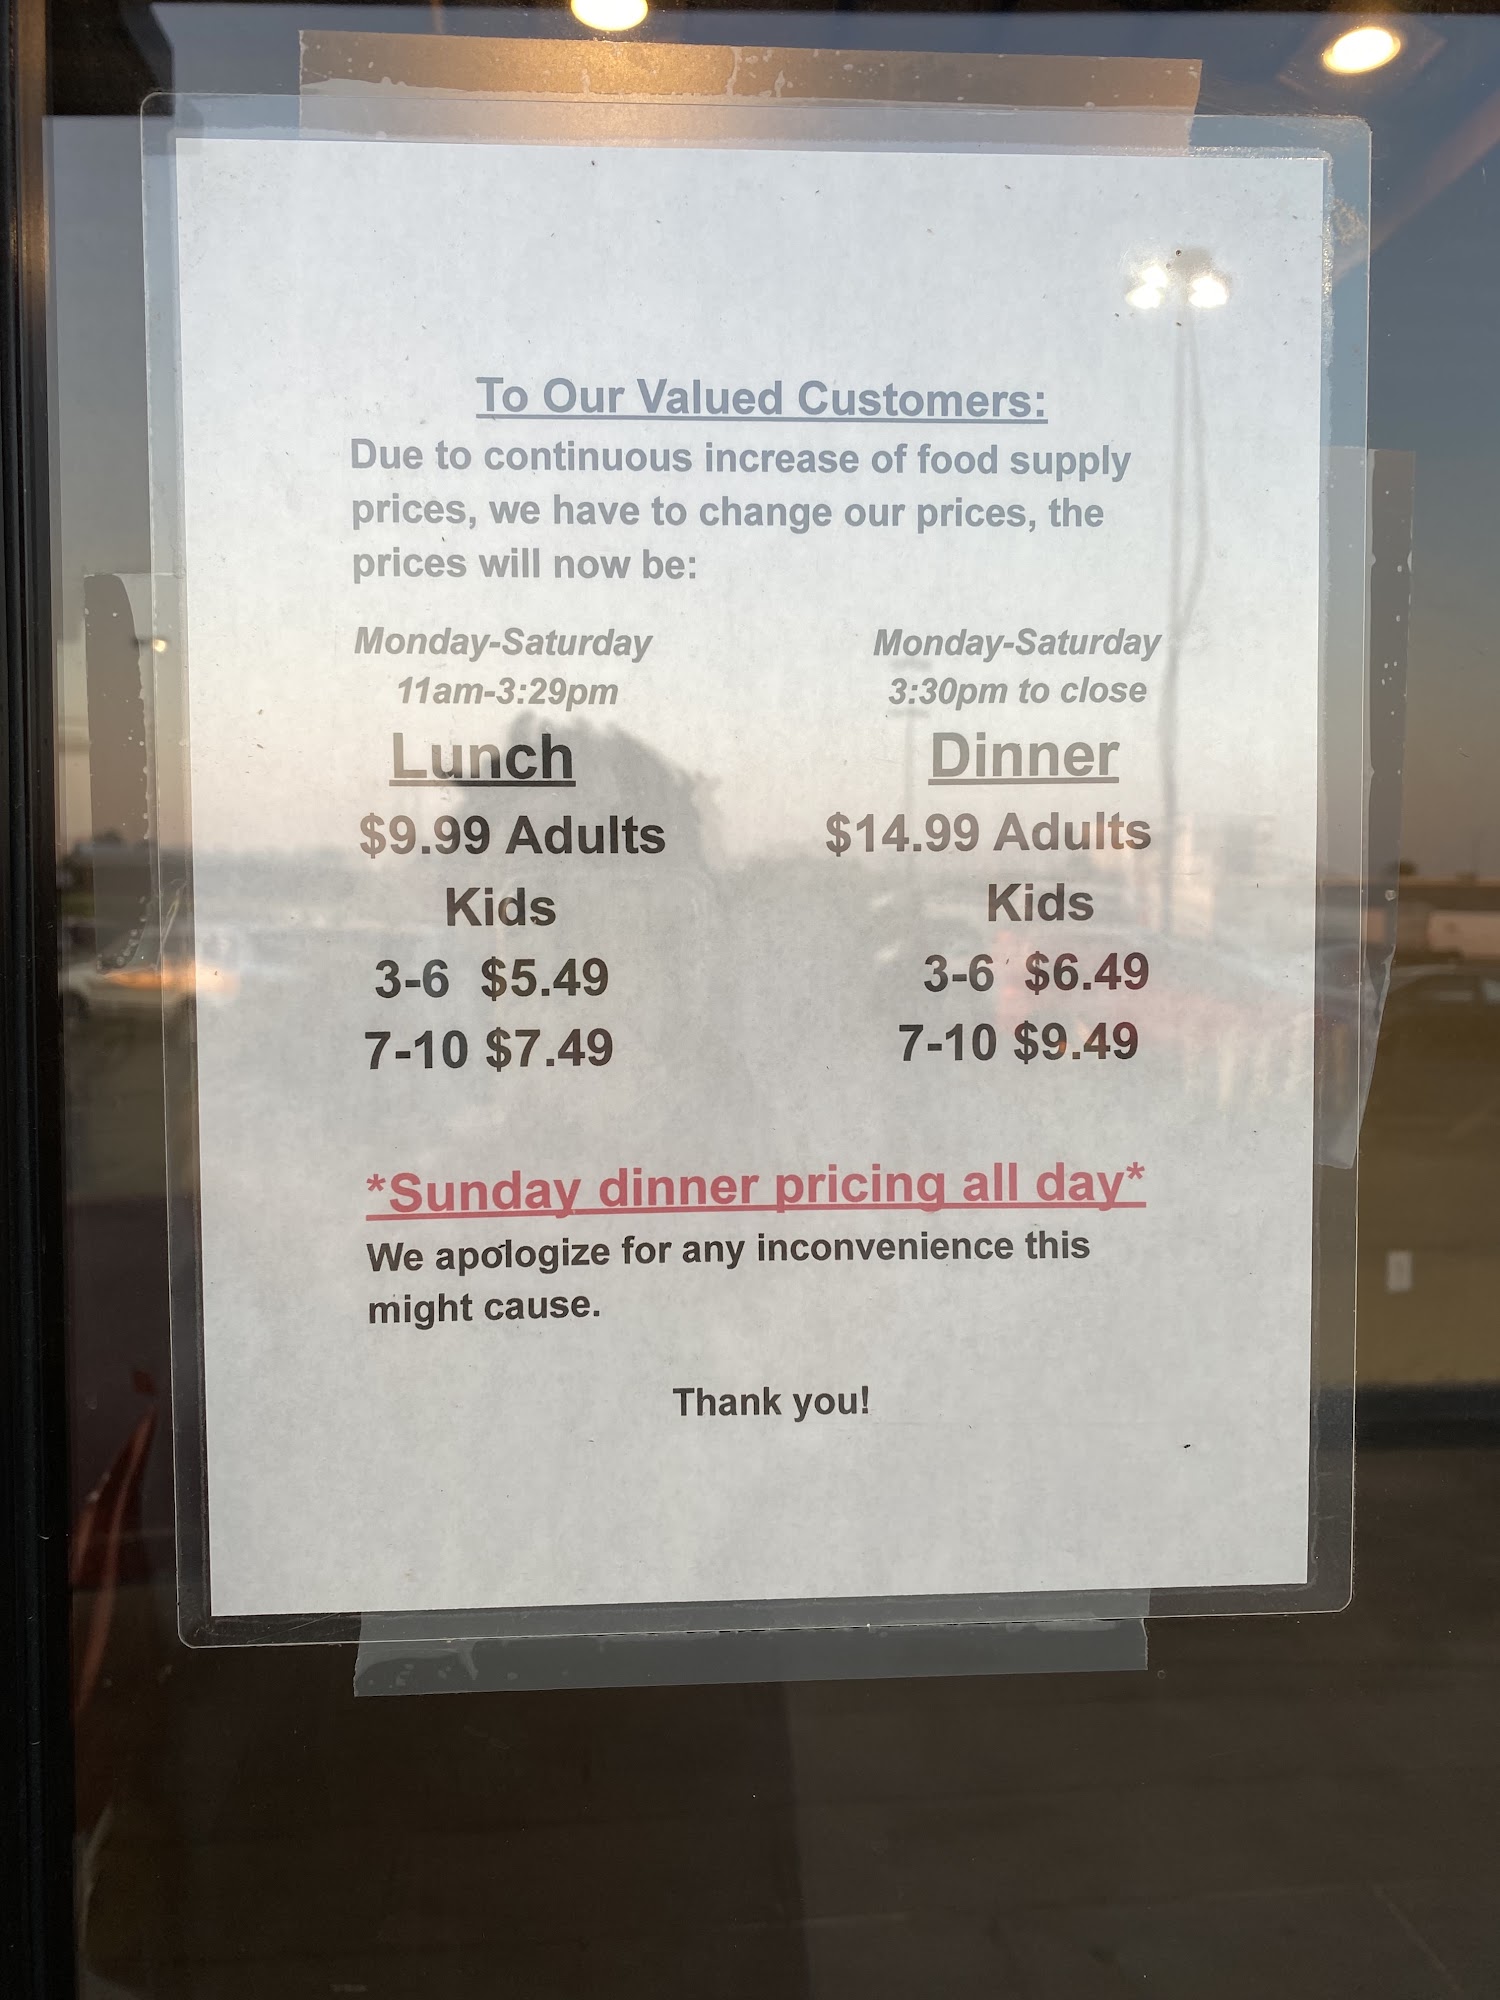 To Our Valued Customers:
Due to continuous increase of food supply
prices, we have to change our prices, the
prices will now be:
Monday-Saturday
11am-3:29pm
Lunch
$9.99 Adults
Kids
3-6 $5.49
7-10 $7.49
Monday-Saturday
3:30pm to close
Dinner
$14.99 Adults
Kids
3-6 $6.49
7-10 $9.49
*Sunday dinner pricing all day*
We apologize for any inconvenience this
might cause.
Thank you!